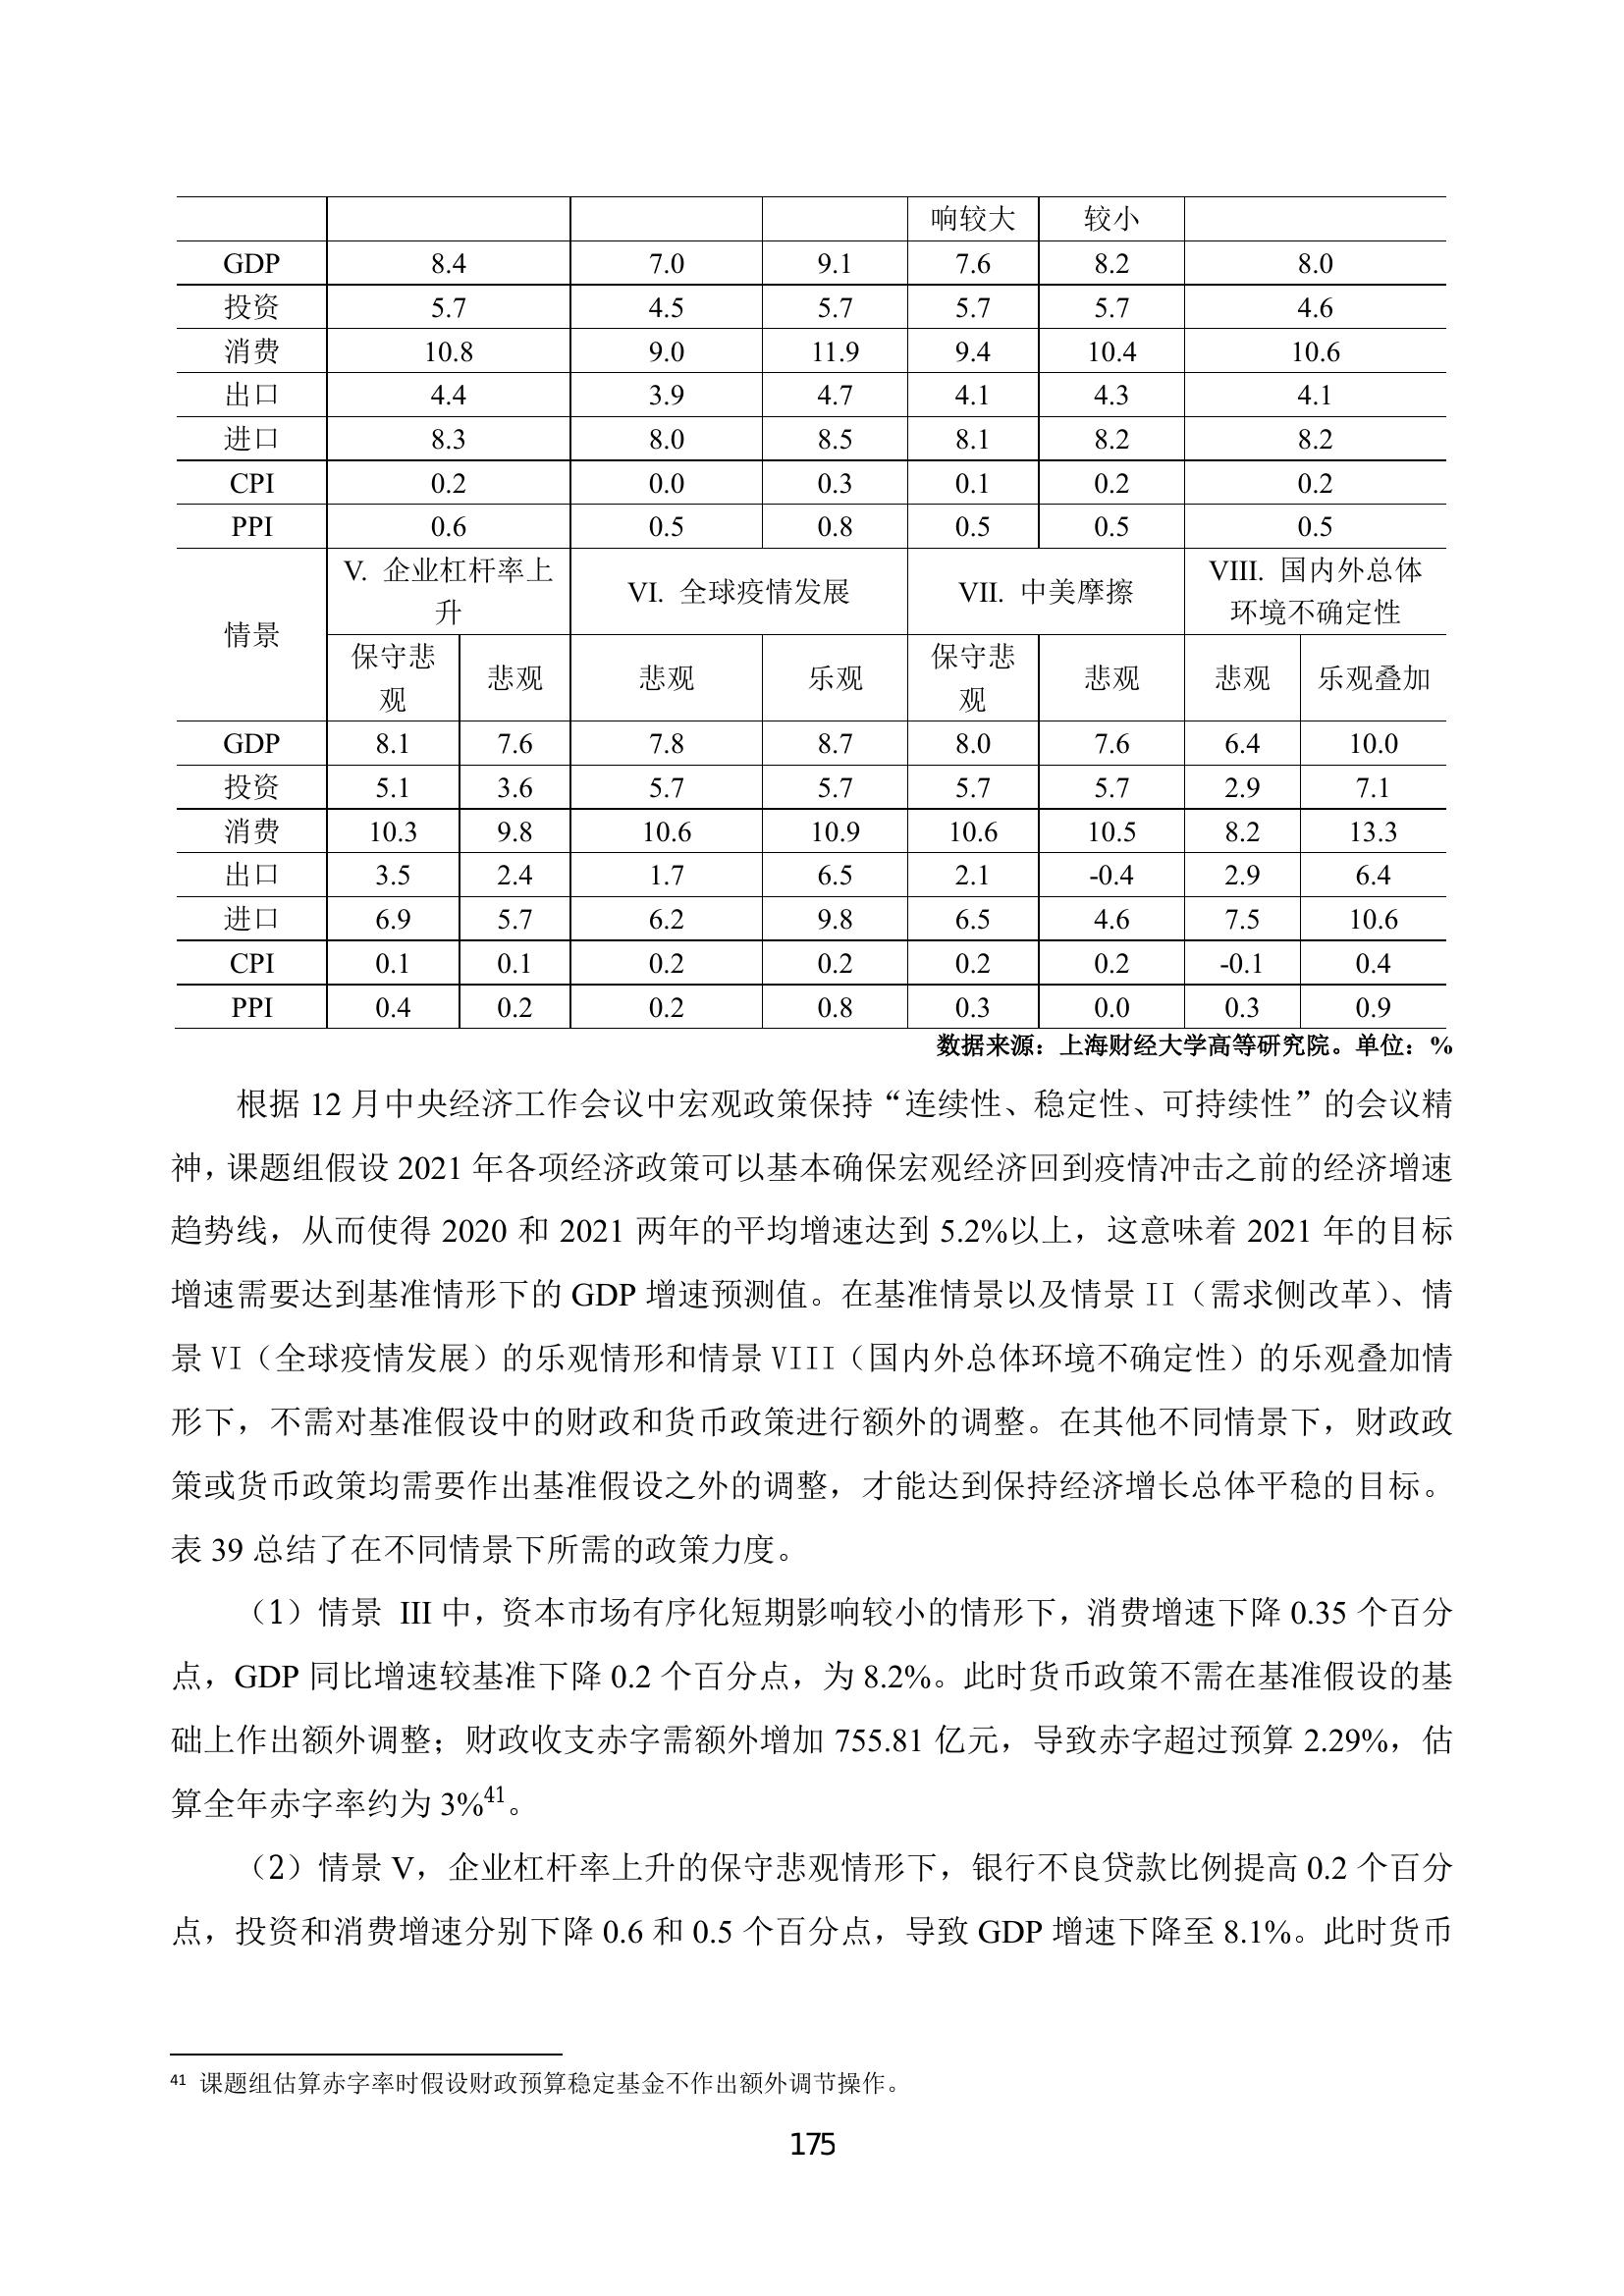 响较大 较小
GDP 8.4 7.0 9.1 7.6 8.2 8.0
投资 5.7 4.5 5.7 5.7 5.7 4.6
消费 10.8 9.0 11.9 9.4 10.4 10.6
出口 4.4 3.9 4.7 4.1 4.3 4.1
进口 8.3 8.0 8.5 8.1 8.2 8.2
CPI 0.2 0.0 0.3 0.1 0.2 0.2
PPI 0.6 0.5 0.8 0.5 0.5 0.5
情景
V. 企业杠杆率上
升
VI. 全球疫情发展
VII. 中美摩擦
VIII. 国内外总体
环境不确定性
保守悲
观
悲观
悲观
乐观
保守悲
观
悲观
悲观
乐观叠加
GDP 8.1 7.6 7.8 8.7 8.0 7.6 6.4 10.0
投资 5.1 3.6 5.7 5.7 5.7 5.7 2.9 7.1
消费 10.3 9.8 10.6 10.9 10.6 10.5 8.2 13.3
出口 3.5 2.4 1.7 6.5 2.1 -0.4 2.9 6.4
进口 6.9 5.7 6.2 9.8 6.5 4.6 7.5 10.6
CPI 0.1 0.1 0.2 0.2 0.2 0.2 -0.1 0.4
PPI 0.4 0.2 0.2 0.8 0.3 0.0 0.3 0.9
数据来源：上海财经大学高等研究院。单位：%
根据 12 月中央经济工作会议中宏观政策保持“连续性、稳定性、可持续性”的会议精
神，课题组假设 2021 年各项经济政策可以基本确保宏观经济回到疫情冲击之前的经济增速
趋势线，从而使得 2020 和 2021 两年的平均增速达到 5.2%以上，这意味着 2021 年的目标
增速需要达到基准情形下的 GDP 增速预测值。在基准情景以及情景 II（需求侧改革）、情
景 VI（全球疫情发展）的乐观情形和情景 VIII（国内外总体环境不确定性）的乐观叠加情
形下，不需对基准假设中的财政和货币政策进行额外的调整。在其他不同情景下，财政政
策或货币政策均需要作出基准假设之外的调整，才能达到保持经济增长总体平稳的目标。
表 39 总结了在不同情景下所需的政策力度。
（1）情景 III 中，资本市场有序化短期影响较小的情形下，消费增速下降 0.35 个百分
点，GDP 同比增速较基准下降 0.2 个百分点，为 8.2%。此时货币政策不需在基准假设的基
础上作出额外调整；财政收支赤字需额外增加 755.81 亿元，导致赤字超过预算 2.29%，估
算全年赤字率约为 3%41。
（2）情景 V，企业杠杆率上升的保守悲观情形下，银行不良贷款比例提高 0.2 个百分
点，投资和消费增速分别下降 0.6 和 0.5 个百分点，导致 GDP 增速下降至 8.1%。此时货币
41 课题组估算赤字率时假设财政预算稳定基金不作出额外调节操作。
175